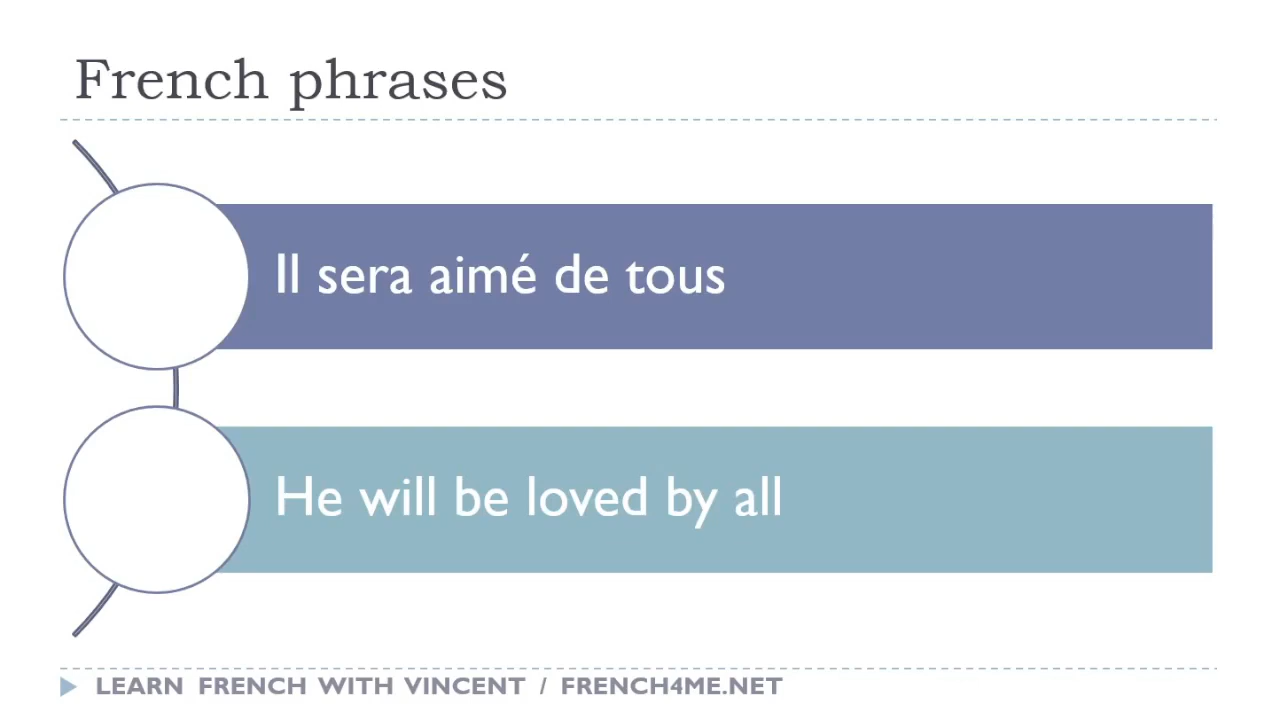 French phrases
Il sera aimé de tous
He will be loved by all
LEARN FRENCH WITH VINCENT / FRENCH4ME.NET